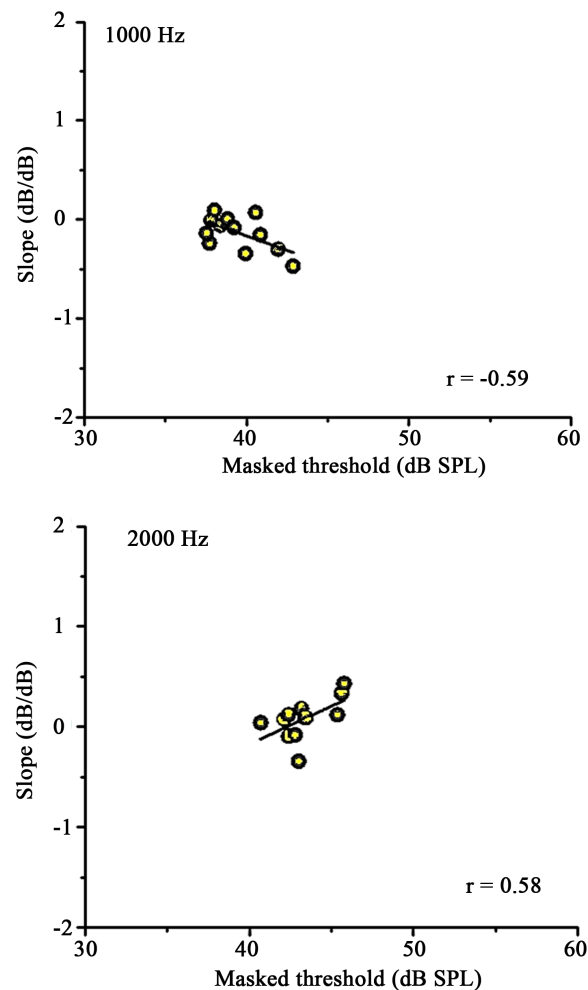 2
1000 Hz
1
0
-1
-2
Slope (dB/dB)
r = -0.59
30
40
50
60
Masked threshold (dB SPL)
2
2000 Hz
1
0
-1
-2
Slope (dB/dB)
r = 0.58
30
40
50
60
Masked threshold (dB SPL)